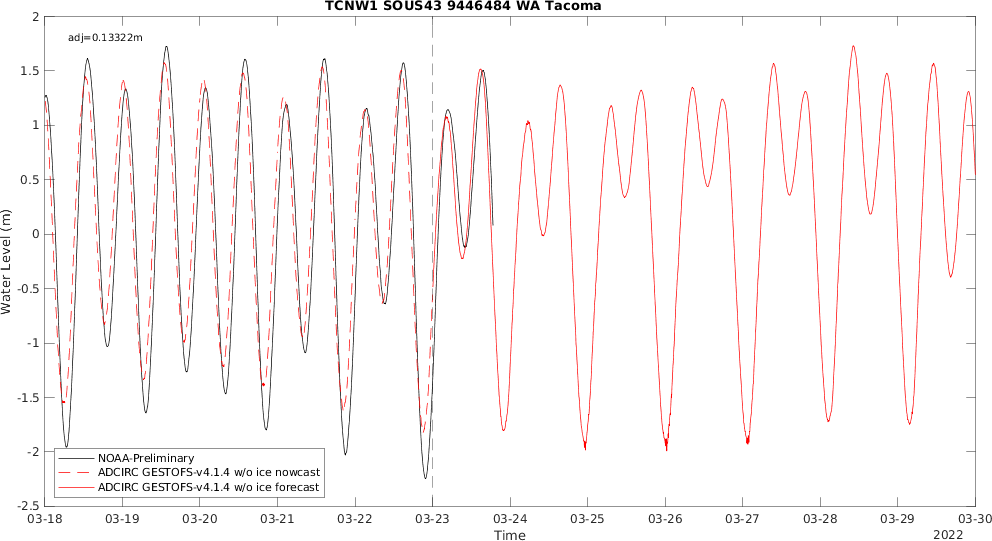 TCNW1 SOUS43 9446484 WA Tacoma
adj=0.13322m
Water Level (m)
2
1.5
1
0.5
0
-0.5
-1
-1.5
-2
-2.5
NOAA-Preliminary
ADCIRC GESTOFS-v4.1.4 w/o ice nowcast
ADCIRC GESTOFS-v4.1.4 w/o ice forecast
03-18 03-19 03-20 03-21 03-22 03-23 03-24 03-25 03-26 03-27 03-28 03-29 03-30
Time
2022